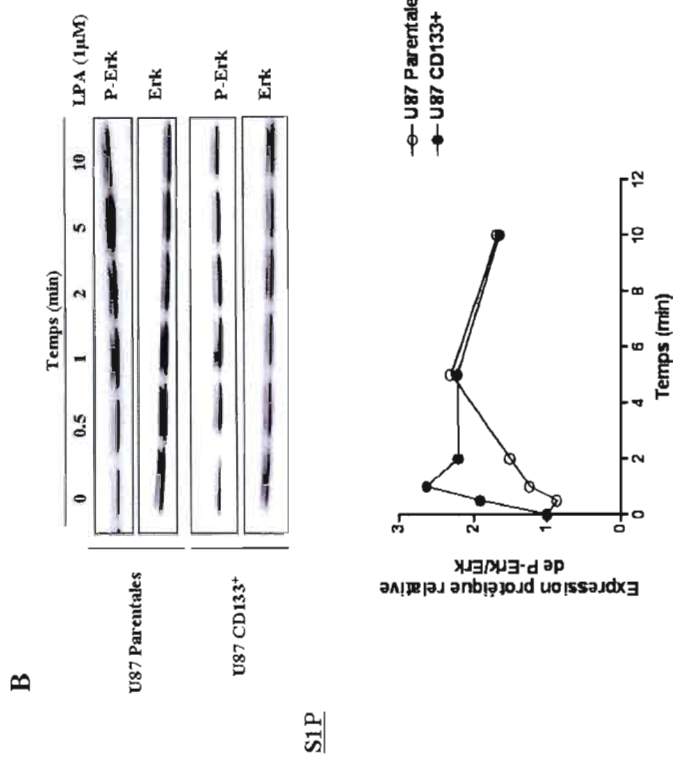 B
Temps (min)
0 0.5 1 2 5 10 LPA (1µM)
U87 Parentales
P-Erk
Erk
U87 CD133+
P-Erk
Erk
S1P
Expression protéique relative
de P-Erk/Erk
3
2
1
0
0 2 4 6 8 10 12
Temps (min)
U87 Parentales
U87 CD133+